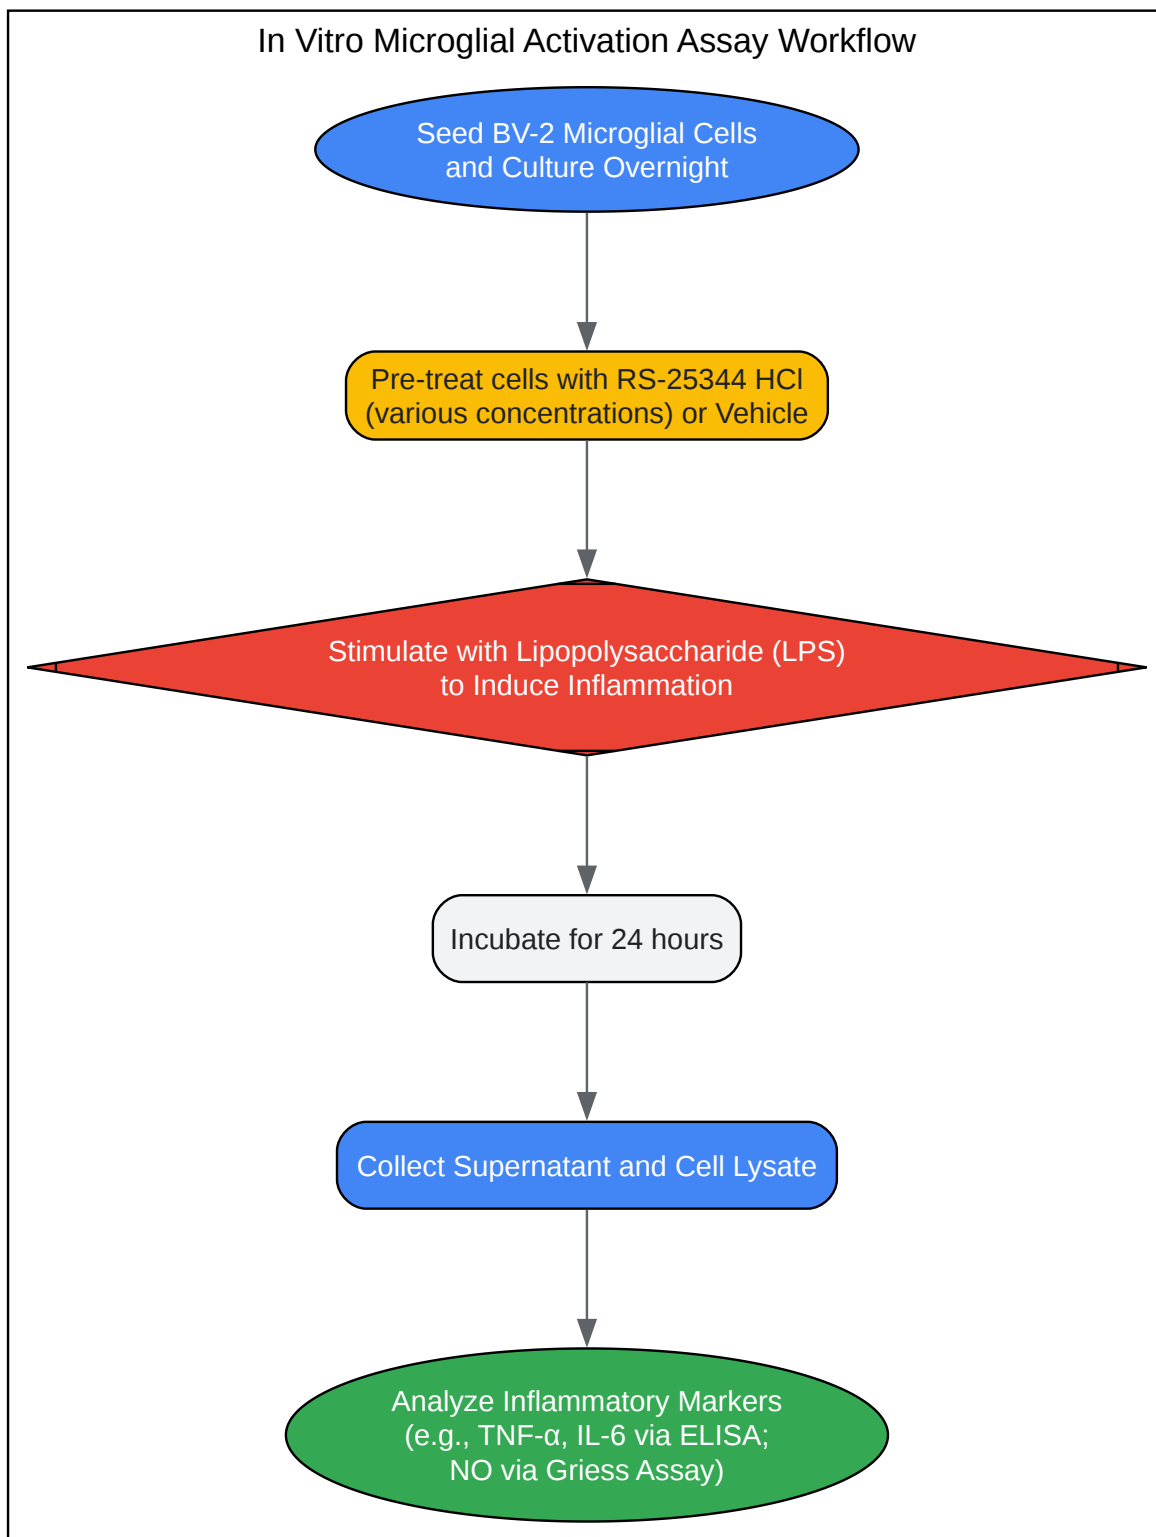 In Vitro Microglial Activation Assay Workflow
Seed BV-2 Microglial Cells
and Culture Overnight
Pre-treat cells with RS-25344 HCl
(various concentrations) or Vehicle
Stimulate with Lipopolysaccharide (LPS)
to Induce Inflammation
Incubate for 24 hours
Collect Supernatant and Cell Lysate
Analyze Inflammatory Markers
(e.g., TNF-α, IL-6 via ELISA;
NO via Griess Assay)